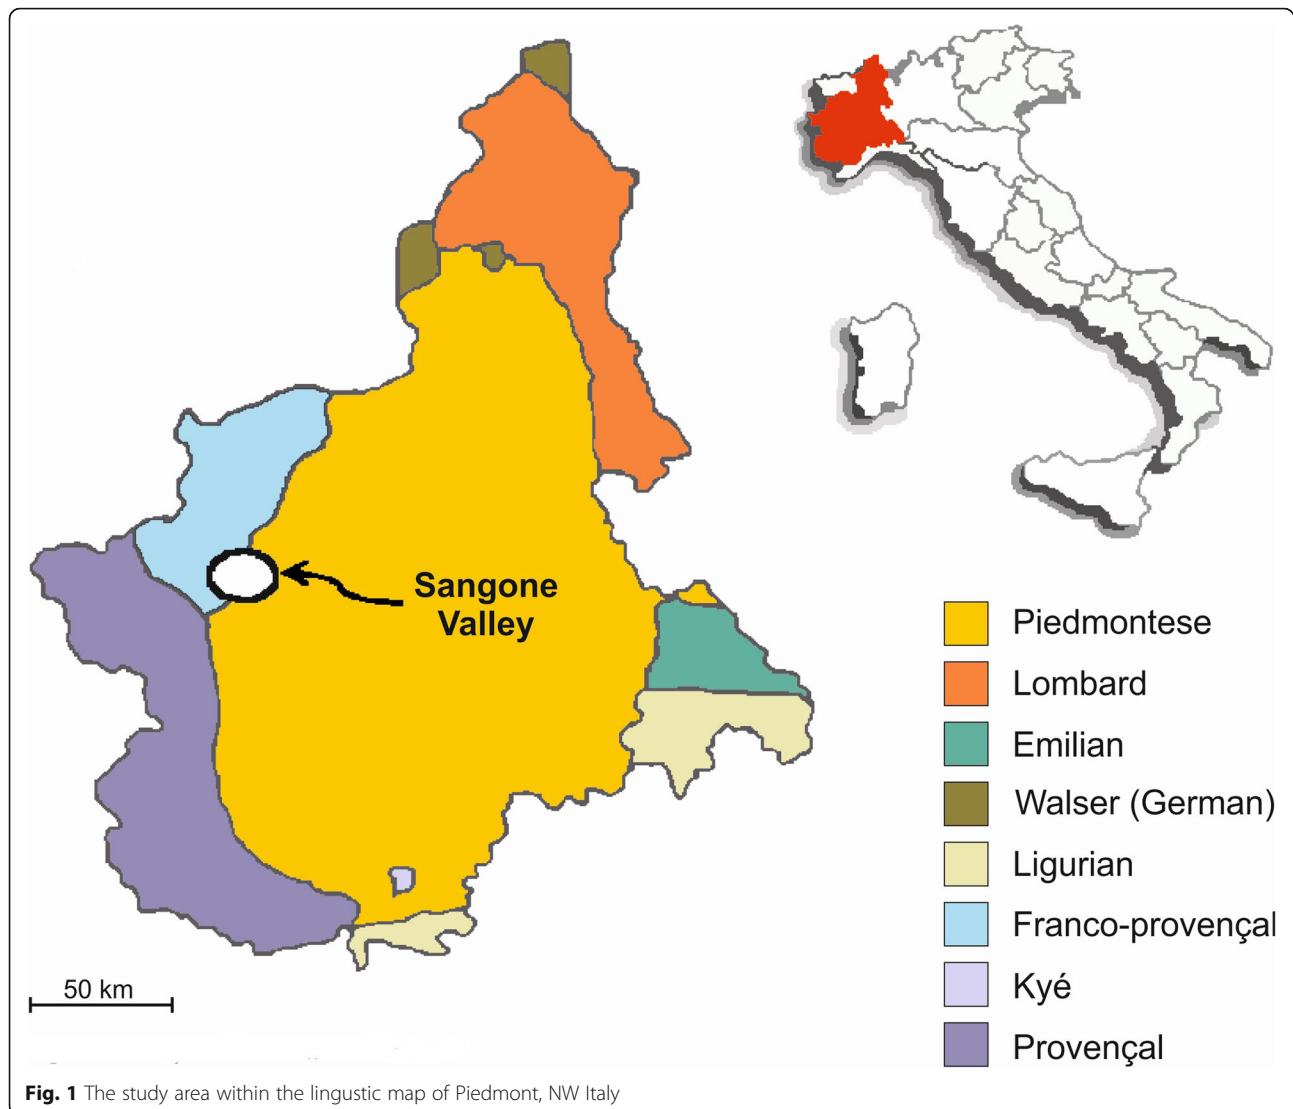 Sangone
Valley
Piedmontese
Lombard
Emilian
Walser (German)
Ligurian
Franco-provençal
Kyé
Provençal
50 km
Fig. 1 The study area within the lingustic map of Piedmont, NW Italy